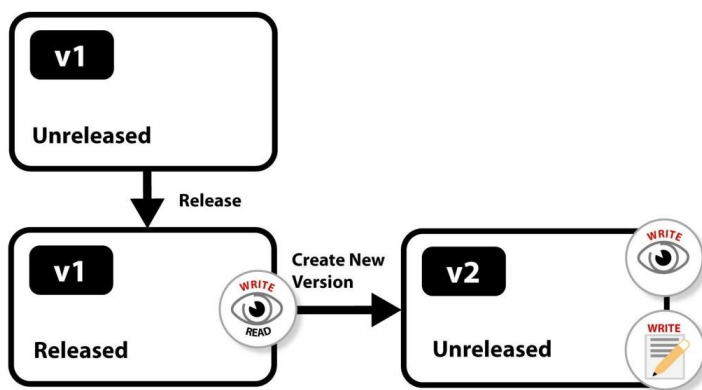 v1
Unreleased
Release
v1
Released
WRITE
READ
Create New
Version
v2
Unreleased
WRITE
WRITE